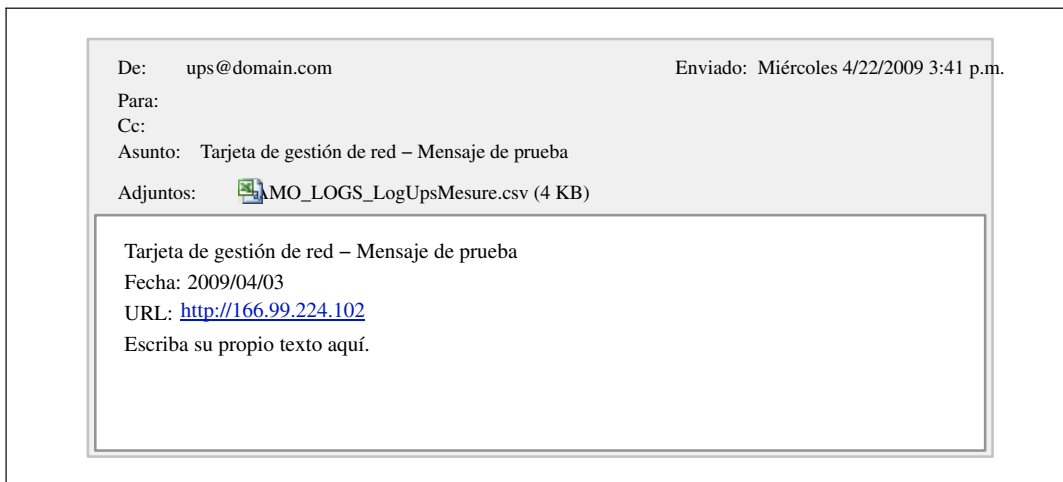 De: ups@domain.com Enviado: Miércoles 4/22/2009 3:41 p.m.
Para:
Cc:
Asunto: Tarjeta de gestión de red – Mensaje de prueba
Adjuntos: AMO_LOGS_LogUpsMesure.csv (4 KB)
Tarjeta de gestión de red – Mensaje de prueba
Fecha: 2009/04/03
URL: http://166.99.224.102
Escriba su propio texto aquí.